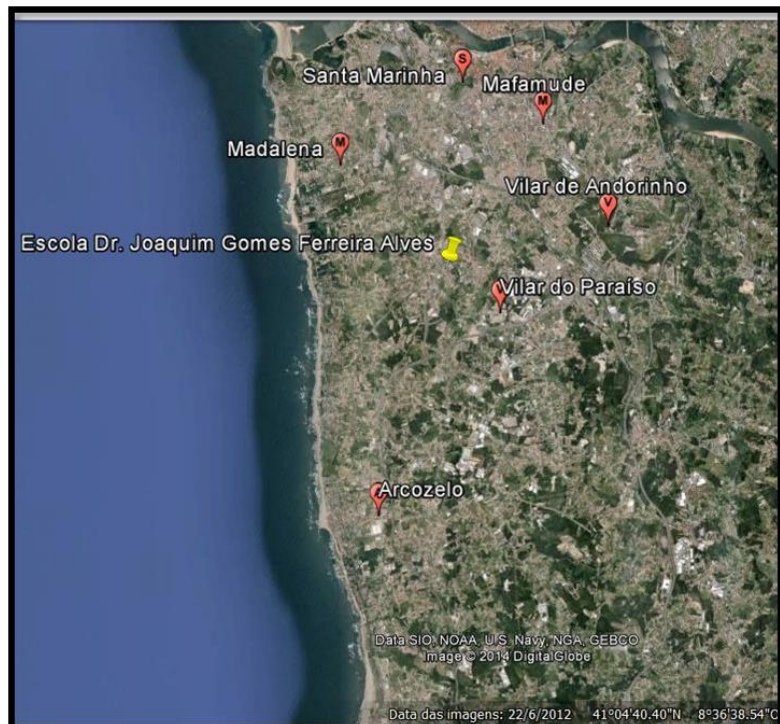 S
Santa Marinha
Mafamude
M
Madalena
M
Vilar de Andorinho
V
Escola Dr. Joaquim Gomes Ferreira Alves
Vilar do Paraíso
Arcozelo
Data SIO, NOAA, U.S. Navy, NGA, GEBCO
Image © 2014 DigitalGlobe
Data das imagens: 22/6/2012 41°04'40.40"N 8°36'38.54"